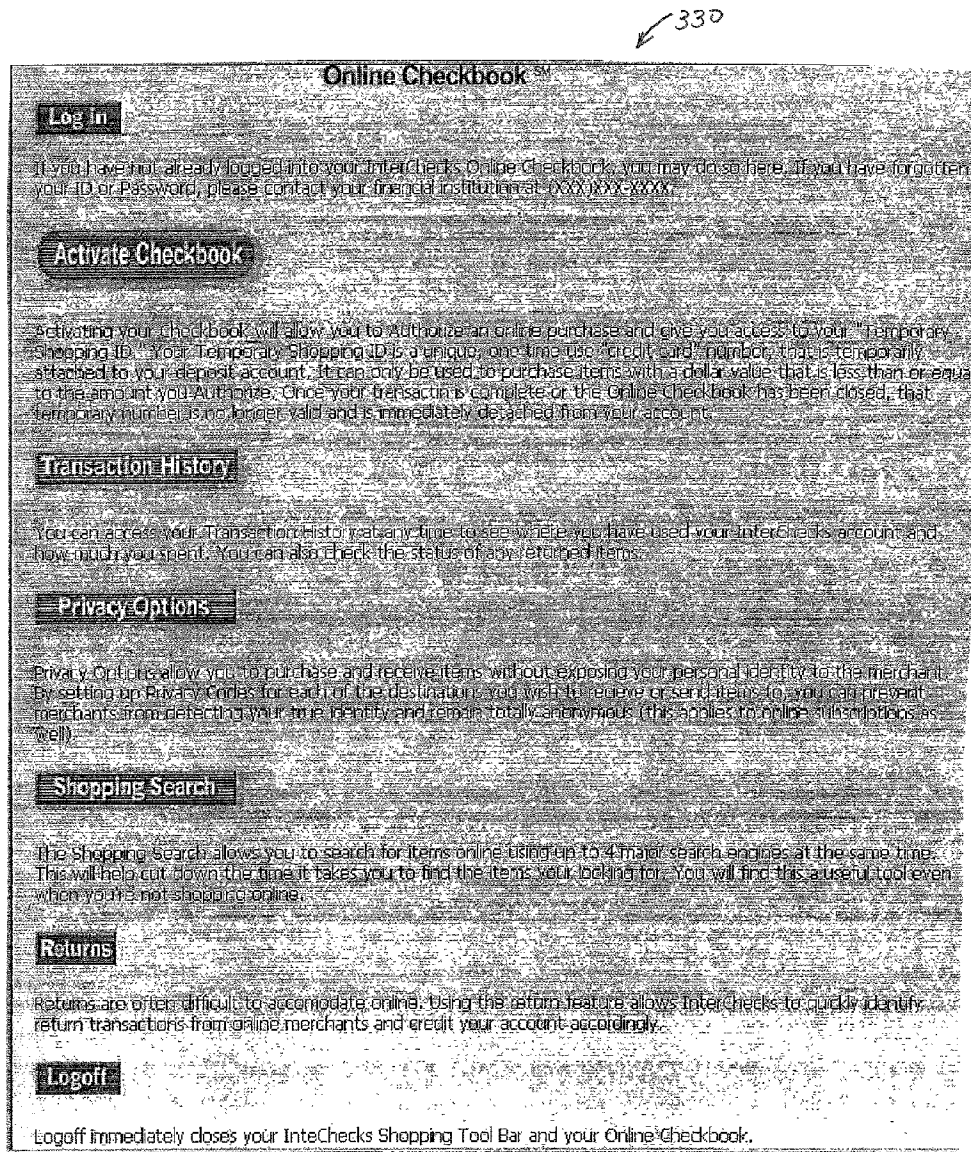 330
Online Checkbook SM
Log In
If you have not already logged into your InterChecks Online Checkbook, you may do so here. If you have forgotten
your ID or Password, please contact your financial institution at (XXX)XXX-XXXX.
Activate Checkbook
Activating your Checkbook will allow you to Authorize an online purchase and give you access to your "Temporary
Shopping ID. Your Temporary Shopping ID is a unique, one time use "credit card" number, that is temporarily
attached to your deposit account. It can only be used to purchase items with a dollar value that is less than or equa
to the amount you Authorize. Once your transactin is complete or the Online Checkbook has been closed, that
temporary number is no longer valid and is immediately detached from your account.
Transaction History
You can access your Transaction History at any time to see where you have used your InterChecks account and
how much you spent. You can also check the status of any returned items.
Privacy Options
Privacy Options allow you to purchase and receive items without exposing your personal identity to the merchant.
By setting up Privacy Codes for each of the destinations you wish to recieve or send items to, you can prevent
merchants from detecting your true identity and remain totally anonymous (this applies to online subscriptions as
well).
Shopping Search
The Shopping Search allows you to search for items online using up to 4 major search engines at the same time.
This will help cut down the time it takes you to find the items your looking for. You will find this a useful tool even
when you're not shopping online.
Returns
Returns are often difficult to accomodate online. Using the return feature allows InterChecks to quickly identify
return transactions from online merchants and credit your account accordingly.
Logoff
Logoff immediately closes your InteChecks Shopping Tool Bar and your Online Checkbook.